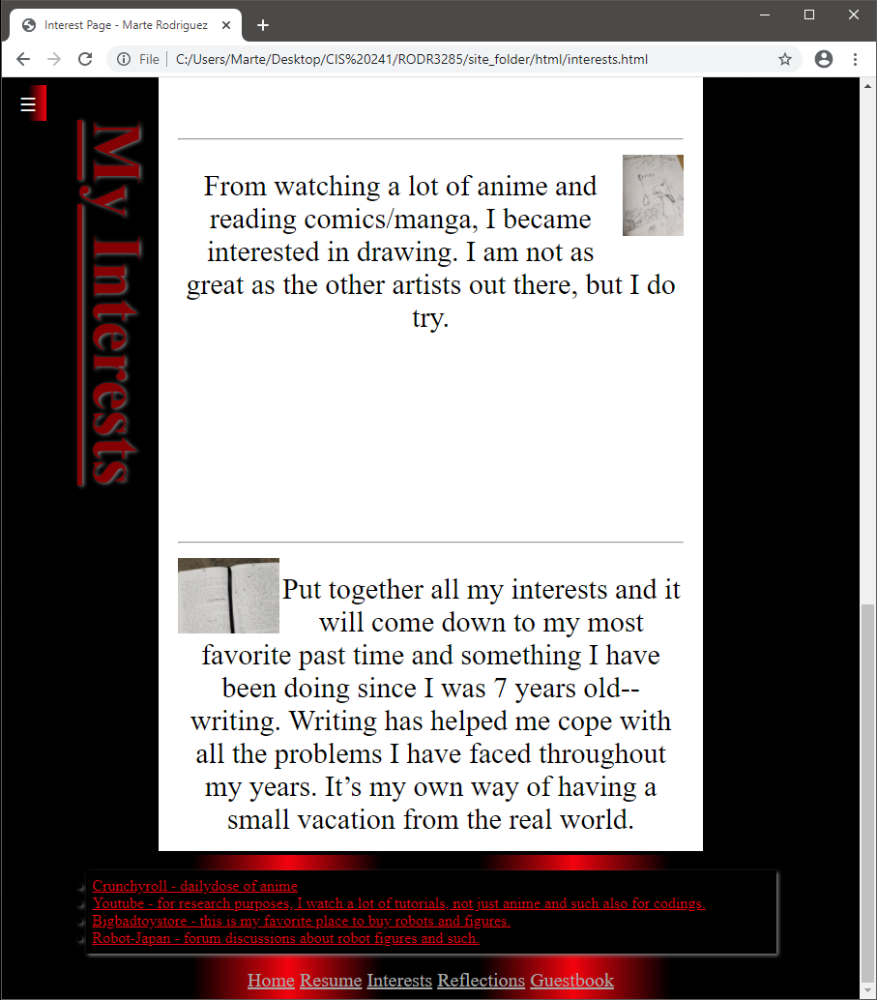 Interest Page - Marte Rodriguez
File
C:/Users/Marte/Desktop/CIS%20241/RODR3285/site_folder/html/interests.html
My Interests
From watching a lot of anime and
reading comics/manga, I became
interested in drawing. I am not as
great as the other artists out there, but I do
try.
Put together all my interests and it
will come down to my most
favorite past time and something I have
been doing since I was 7 years old--
writing. Writing has helped me cope with
all the problems I have faced throughout
my years. It’s my own way of having a
small vacation from the real world.
Crunchyroll - dailydose of anime
Youtube - for research purposes, I watch a lot of tutorials, not just anime and such also for codings.
Bigbadtoystore - this is my favorite place to buy robots and figures.
Robot-Japan - forum discussions about robot figures and such.
Home Resume Interests Reflections Guestbook